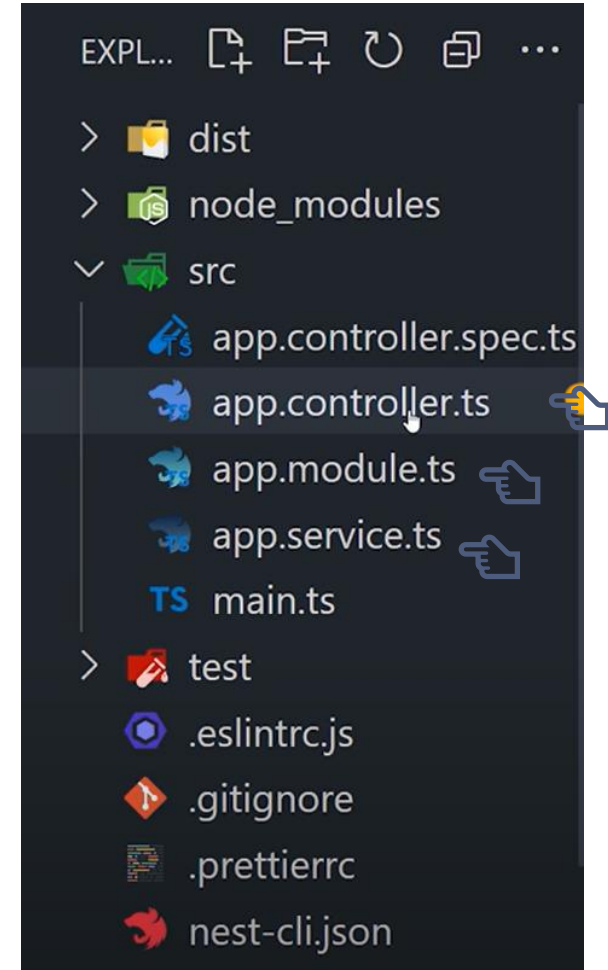 EXPL...
dist
node_modules
src
app.controller.spec.ts
app.controller.ts
app.module.ts
app.service.ts
TS main.ts
test
.eslintrc.js
.gitignore
.prettierrc
nest-cli.json